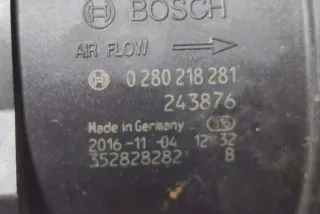 BOSCH
AIR FLOW
0 280 218 281
243876
Made in Germany
2016-11-04 12:32
352828282 B